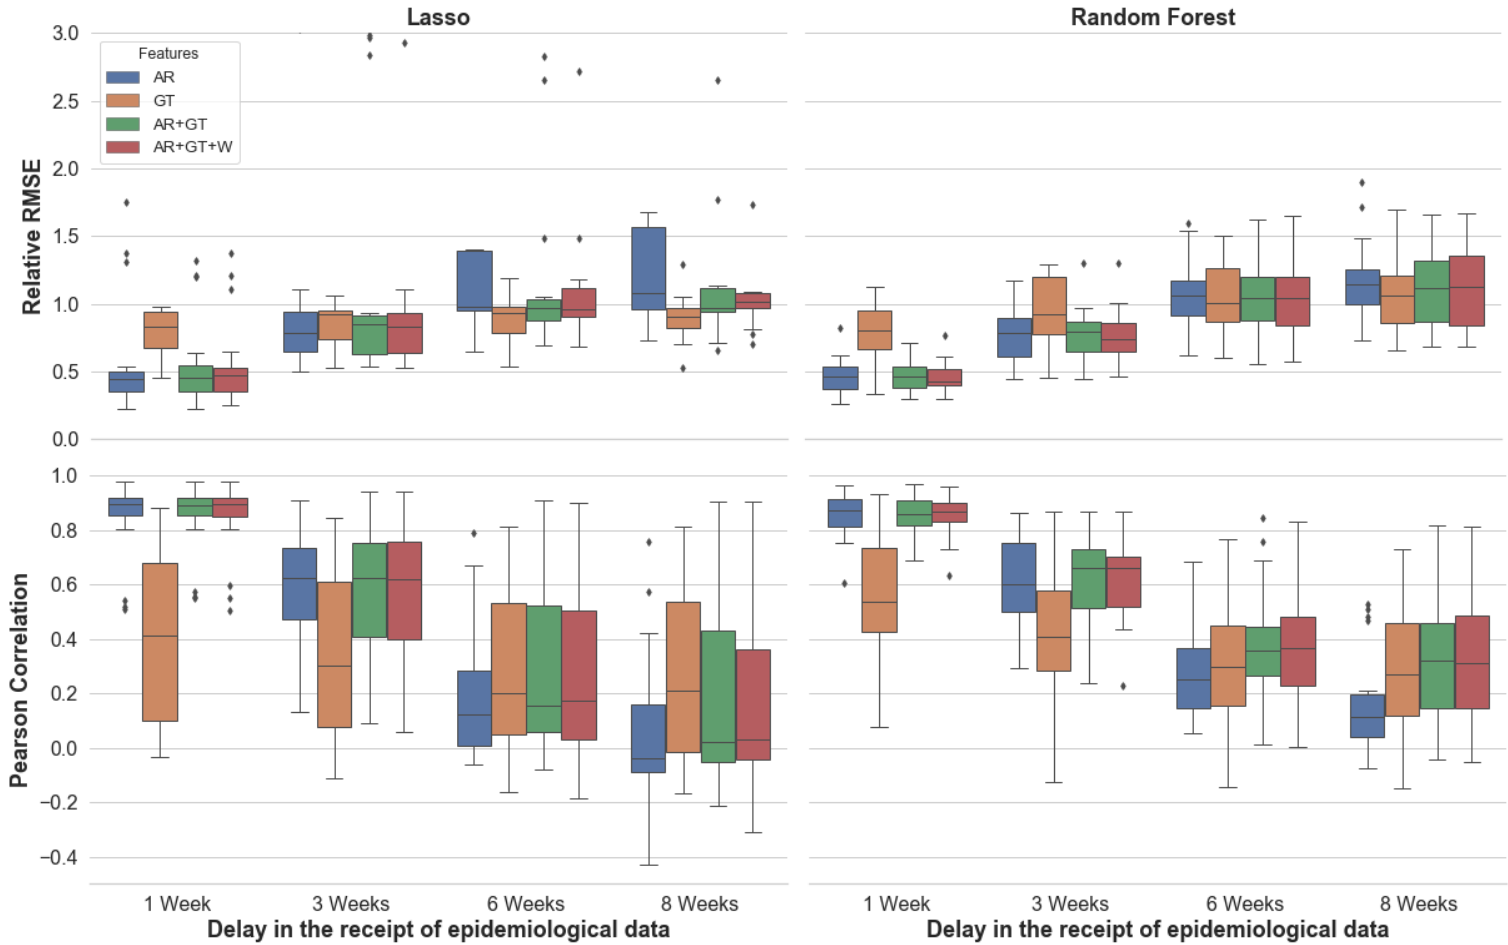 Lasso
Random Forest
Relative RMSE
3.0
2.5
2.0
1.5
1.0
0.5
0.0
Features
AR
GT
AR+GT
AR+GT+W
Pearson Correlation
1.0
0.8
0.6
0.4
0.2
0.0
−0.2
−0.4
1 Week 3 Weeks 6 Weeks 8 Weeks
Delay in the receipt of epidemiological data
1 Week 3 Weeks 6 Weeks 8 Weeks
Delay in the receipt of epidemiological data